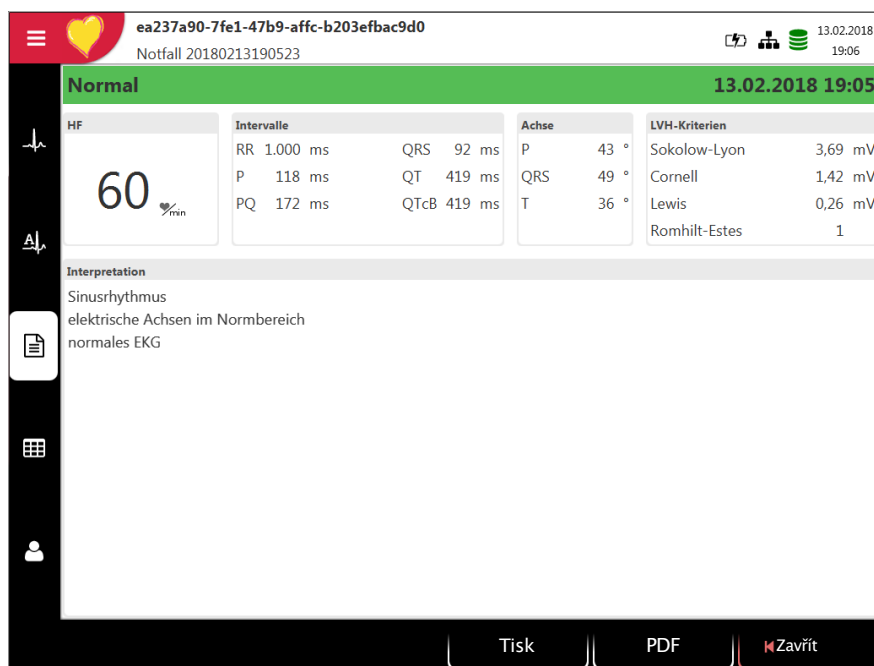 ea237a90-7fe1-47b9-affc-b203efbac9d0
Notfall 20180213190523
13.02.2018
19:06
Normal 13.02.2018 19:05
HF
60 /min
Intervalle
RR 1.000 ms QRS 92 ms
P 118 ms QT 419 ms
PQ 172 ms QTcB 419 ms
Achse
P 43 °
QRS 49 °
T 36 °
LVH-Kriterien
Sokolow-Lyon 3,69 mV
Cornell 1,42 mV
Lewis 0,26 mV
Romhilt-Estes 1
A
Interpretation
Sinusrhythmus
elektrische Achsen im Normbereich
normales EKG
Tisk PDF Zavřít